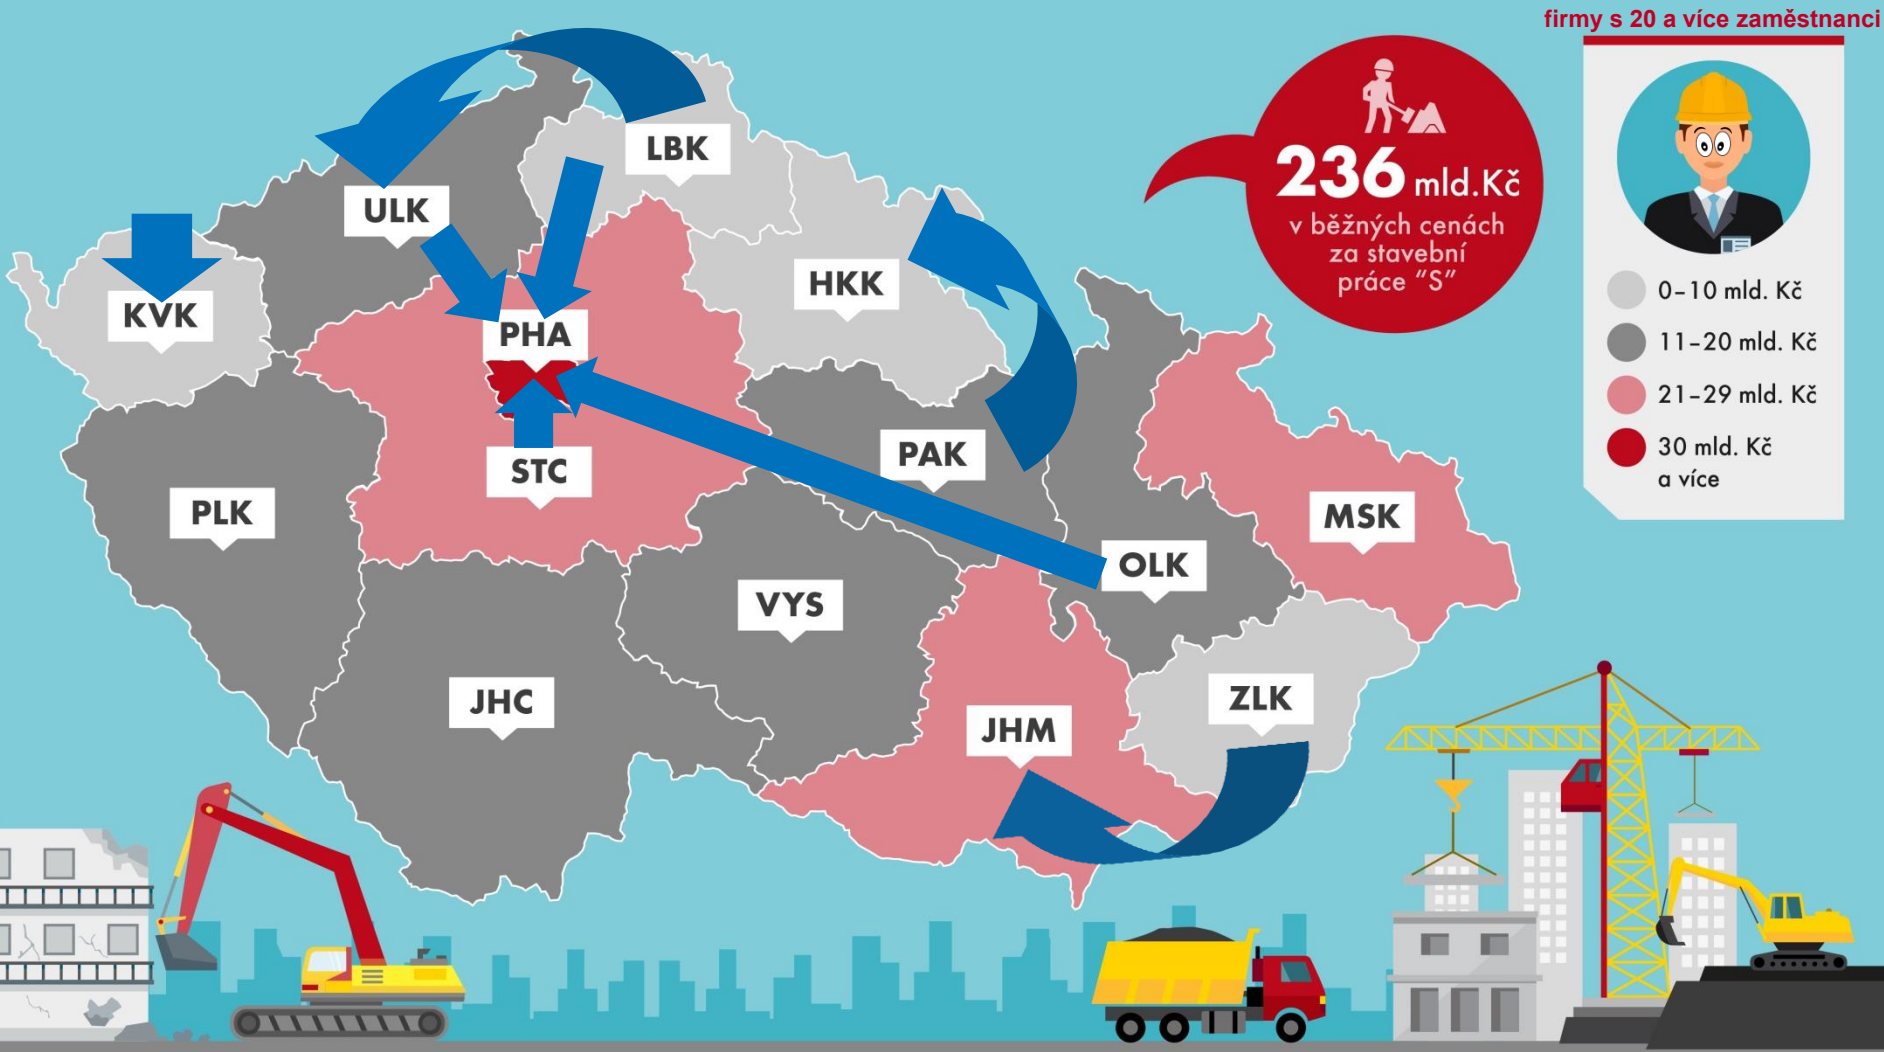 firmy s 20 a více zaměstnanci
236 mld.Kč
v běžných cenách
za stavební
práce "S"
0–10 mld. Kč
11–20 mld. Kč
21–29 mld. Kč
30 mld. Kč
a více
LBK
ULK
HKK
KVK
PHA
PAK
STC
PLK
MSK
OLK
VYS
JHC
ZLK
JHM